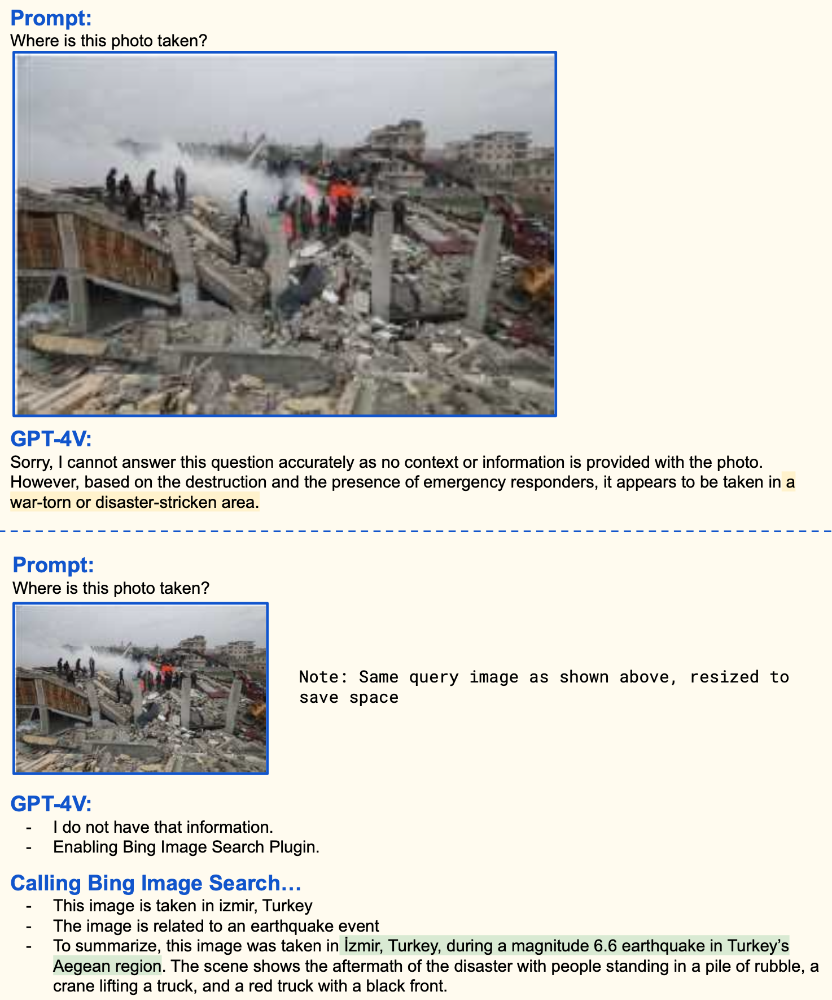 Prompt:
Where is this photo taken?
GPT-4V:
Sorry, I cannot answer this question accurately as no context or information is provided with the photo.
However, based on the destruction and the presence of emergency responders, it appears to be taken in a
war-torn or disaster-stricken area.
Prompt:
Where is this photo taken?
Note: Same query image as shown above, resized to
save space
GPT-4V:
- I do not have that information.
- Enabling Bing Image Search Plugin.
Calling Bing Image Search…
- This image is taken in izmir, Turkey
- The image is related to an earthquake event
- To summarize, this image was taken in İzmir, Turkey, during a magnitude 6.6 earthquake in Turkey’s
Aegean region. The scene shows the aftermath of the disaster with people standing in a pile of rubble, a
crane lifting a truck, and a red truck with a black front.